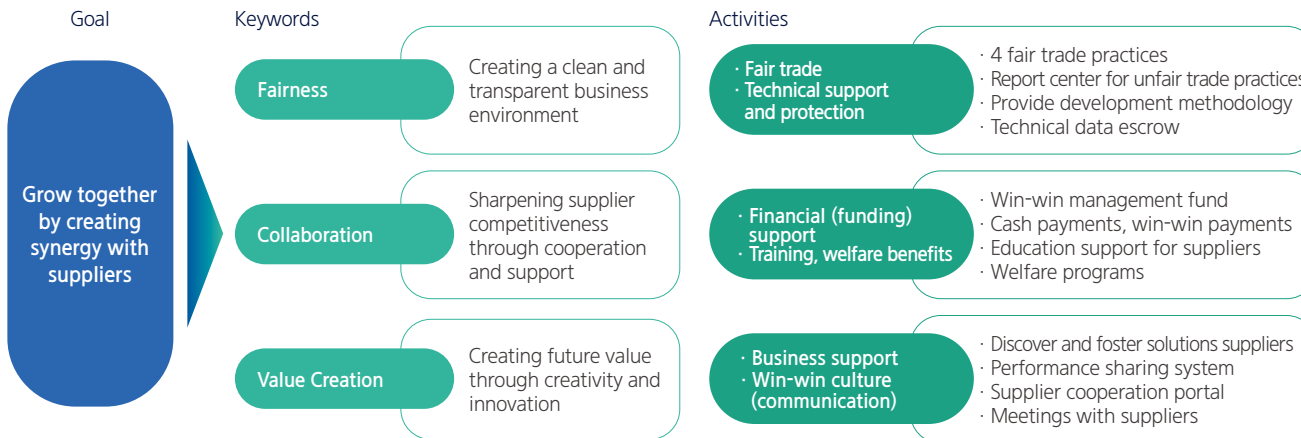 Goal
Keywords
Activities
Grow together
by creating
synergy with
suppliers
Fairness
Creating a clean and
transparent business
environment
· Fair trade
· Technical support
and protection
· 4 fair trade practices
· Report center for unfair trade practices
· Provide development methodology
· Technical data escrow
Collaboration
Sharpening supplier
competitiveness
through cooperation
and support
· Financial (funding)
support
· Training, welfare benefits
· Win-win management fund
· Cash payments, win-win payments
· Education support for suppliers
· Welfare programs
Value Creation
Creating future value
through creativity and
innovation
· Business support
· Win-win culture
(communication)
· Discover and foster solutions suppliers
· Performance sharing system
· Supplier cooperation portal
· Meetings with suppliers